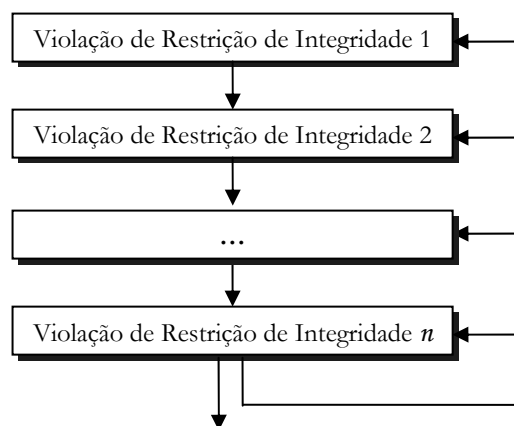 Violação de Restrição de Integridade 1
Violação de Restrição de Integridade 2
...
Violação de Restrição de Integridade n